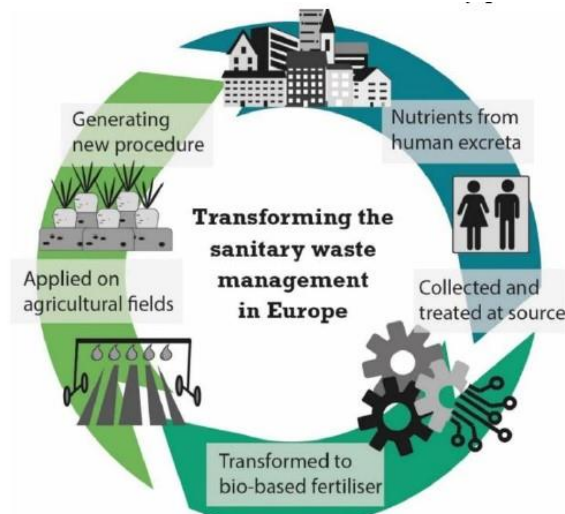 Generating
new procedure
Nutrients from
human excreta
Transforming the
sanitary waste
management
in Europe
Applied on
agricultural fields
Collected and
treated at source
Transformed to
bio-based fertiliser